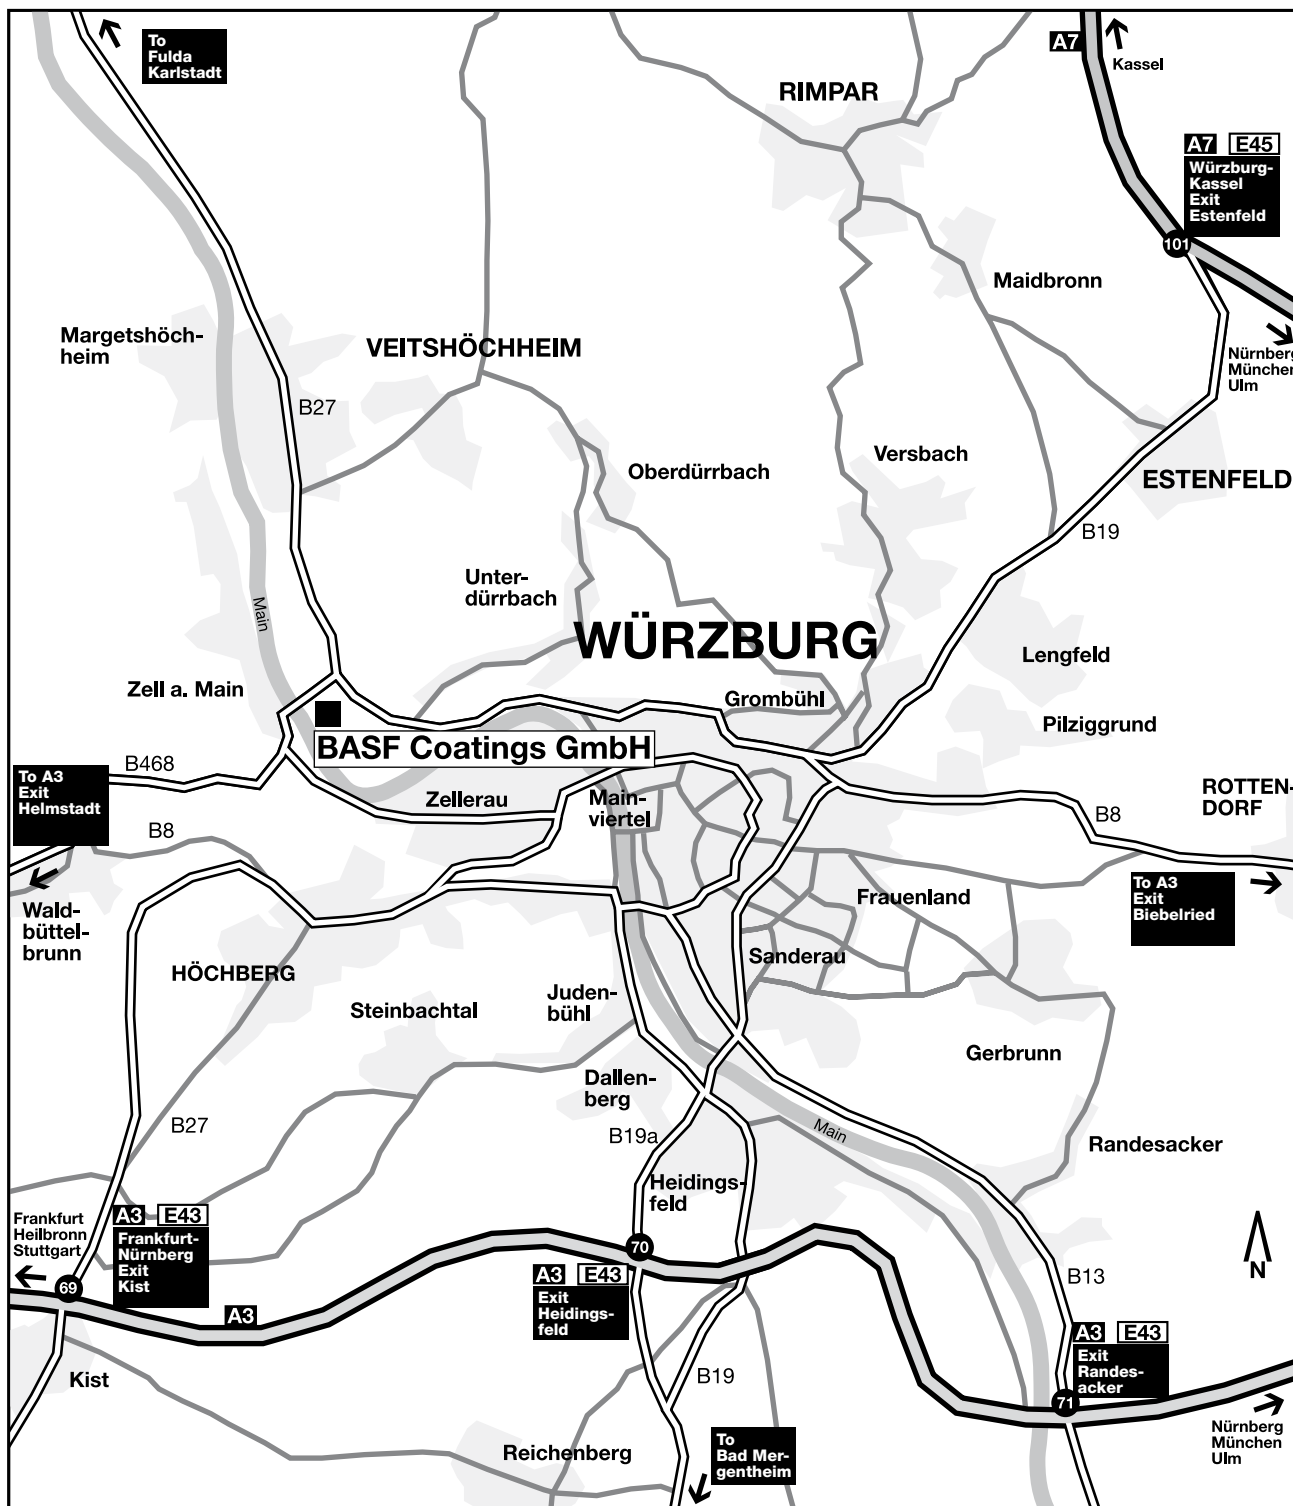 To
Fulda
Karlstadt
A7
Kassel
RIMPAR
A7 E45
Würzburg-
Kassel
Exit
Estenfeld
101
Maidbronn
Margetshöch-
heim
VEITSHÖCHHEIM
Nürnberg
München
Ulm
B27
Versbach
Oberdürrbach
ESTENFELD
B19
Unter-
dürrbach
Main
WÜRZBURG
Lengfeld
Zell a. Main
Grombühl
Pilziggrund
BASF Coatings GmbH
B468
To A3
Exit
Helmstadt
Zellerau
Main-
viertel
ROTTEN-
DORF
B8
B8
To A3
Exit
Biebelried
Frauenland
Wald-
büttel-
brunn
Sanderau
HÖCHBERG
Steinbachtal
Juden-
bühl
Gerbrunn
Dallen-
berg
B27
B19a
Main
Randesacker
Heidings-
feld
Frankfurt
Heilbronn
Stuttgart
A3 E43
Frankfurt-
Nürnberg
Exit
Kist
69
70
N
A3 E43
Exit
Heidings-
feld
B13
A3
A3 E43
Exit
Randes-
acker
71
Kist
B19
Nürnberg
München
Ulm
Reichenberg
To
Bad Mer-
gentheim